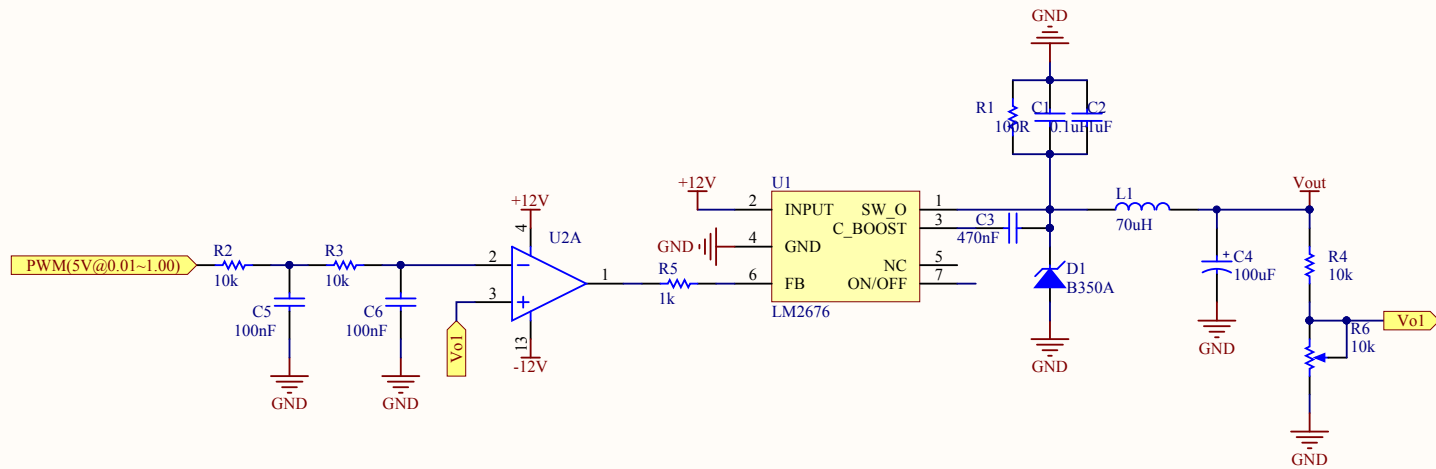 GND
R1
100R
C1
0.1uF
C2
1uF
+12V
U1
L1
70uH
Vout
+12V
4
U2A
2
INPUT
SW_O
1
C_BOOST
3
C3
470nF
PWM(5V@0.01~1.00)
R2
10k
R3
10k
2
GND
4
GND
NC
5
D1
B350A
C4
100uF
R4
10k
1
R5
1k
6
FB
ON/OFF
7
C5
100nF
C6
100nF
3
LM2676
Vo1
13
-12V
R6
10k
Vo1
GND
GND
GND
GND
GND